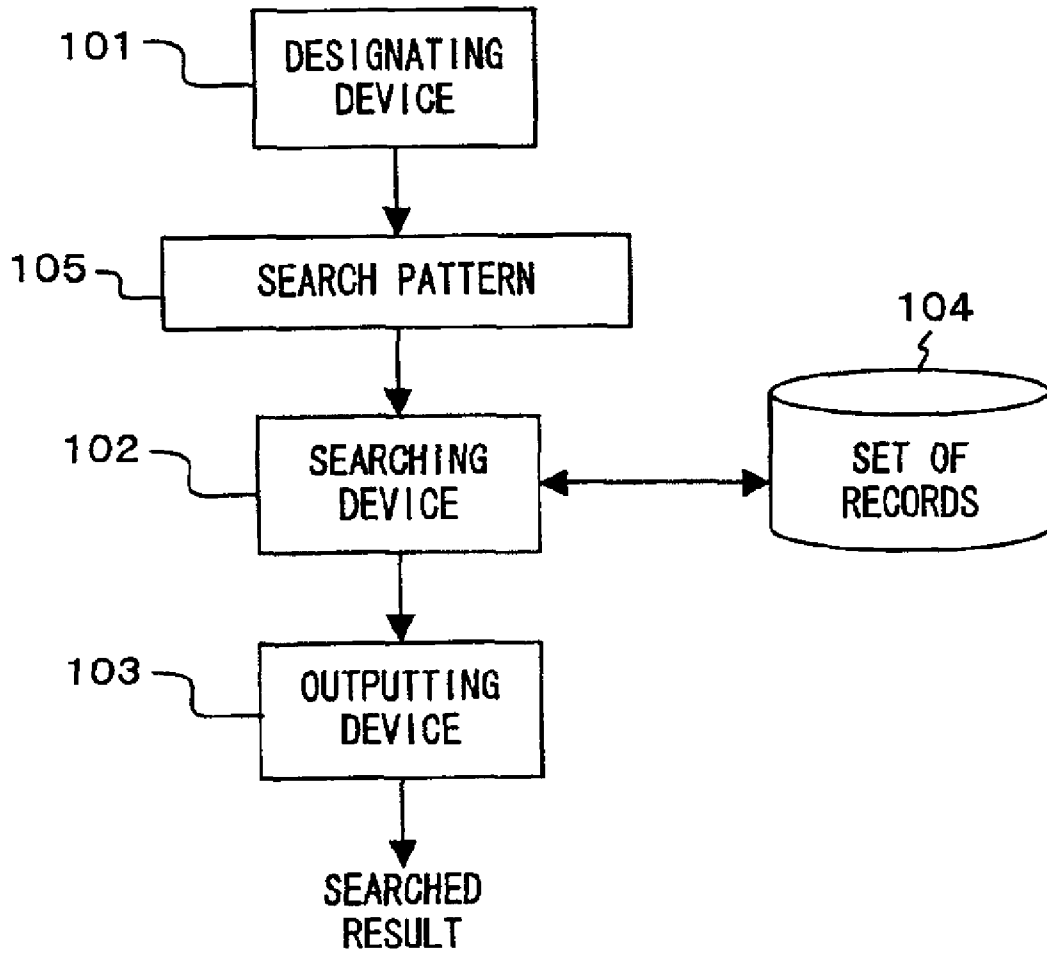 101
DESIGNATING
DEVICE
105
SEARCH PATTERN
104
102
SEARCHING
DEVICE
SET OF
RECORDS
103
OUTPUTTING
DEVICE
SEARCHED
RESULT